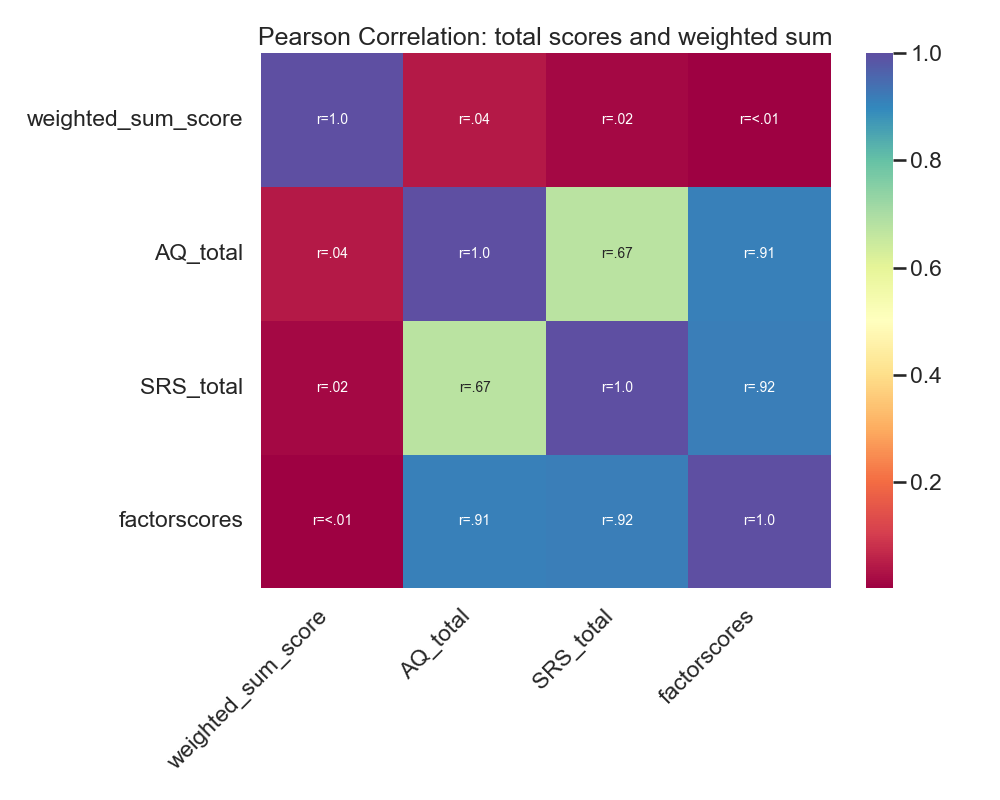 Pearson Correlation: total scores and weighted sum
weighted_sum_score r=1.0 r=.04 r=.02 r=<.01
AQ_total r=.04 r=1.0 r=.67 r=.91
SRS_total r=.02 r=.67 r=1.0 r=.92
factorscores r=<.01 r=.91 r=.92 r=1.0
weighted_sum_score AQ_total SRS_total factorscores
1.0
0.8
0.6
0.4
0.2